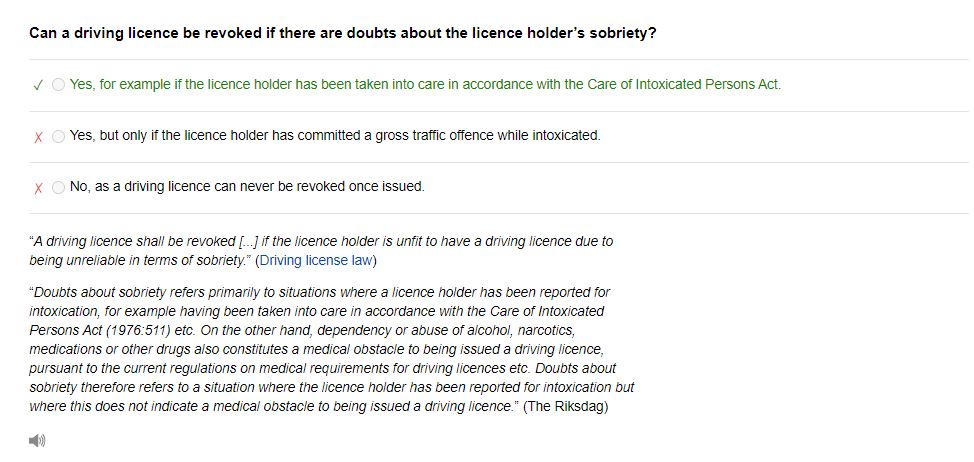 Can a driving licence be revoked if there are doubts about the licence holder’s sobriety?
✓ Yes, for example if the licence holder has been taken into care in accordance with the Care of Intoxicated Persons Act.
✗ Yes, but only if the licence holder has committed a gross traffic offence while intoxicated.
✗ No, as a driving licence can never be revoked once issued.
“A driving licence shall be revoked [...] if the licence holder is unfit to have a driving licence due to
being unreliable in terms of sobriety.” (Driving license law)
“Doubts about sobriety refers primarily to situations where a licence holder has been reported for
intoxication, for example having been taken into care in accordance with the Care of Intoxicated
Persons Act (1976:511) etc. On the other hand, dependency or abuse of alcohol, narcotics,
medications or other drugs also constitutes a medical obstacle to being issued a driving licence,
pursuant to the current regulations on medical requirements for driving licences etc. Doubts about
sobriety therefore refers to a situation where the licence holder has been reported for intoxication but
where this does not indicate a medical obstacle to being issued a driving licence.” (The Riksdag)